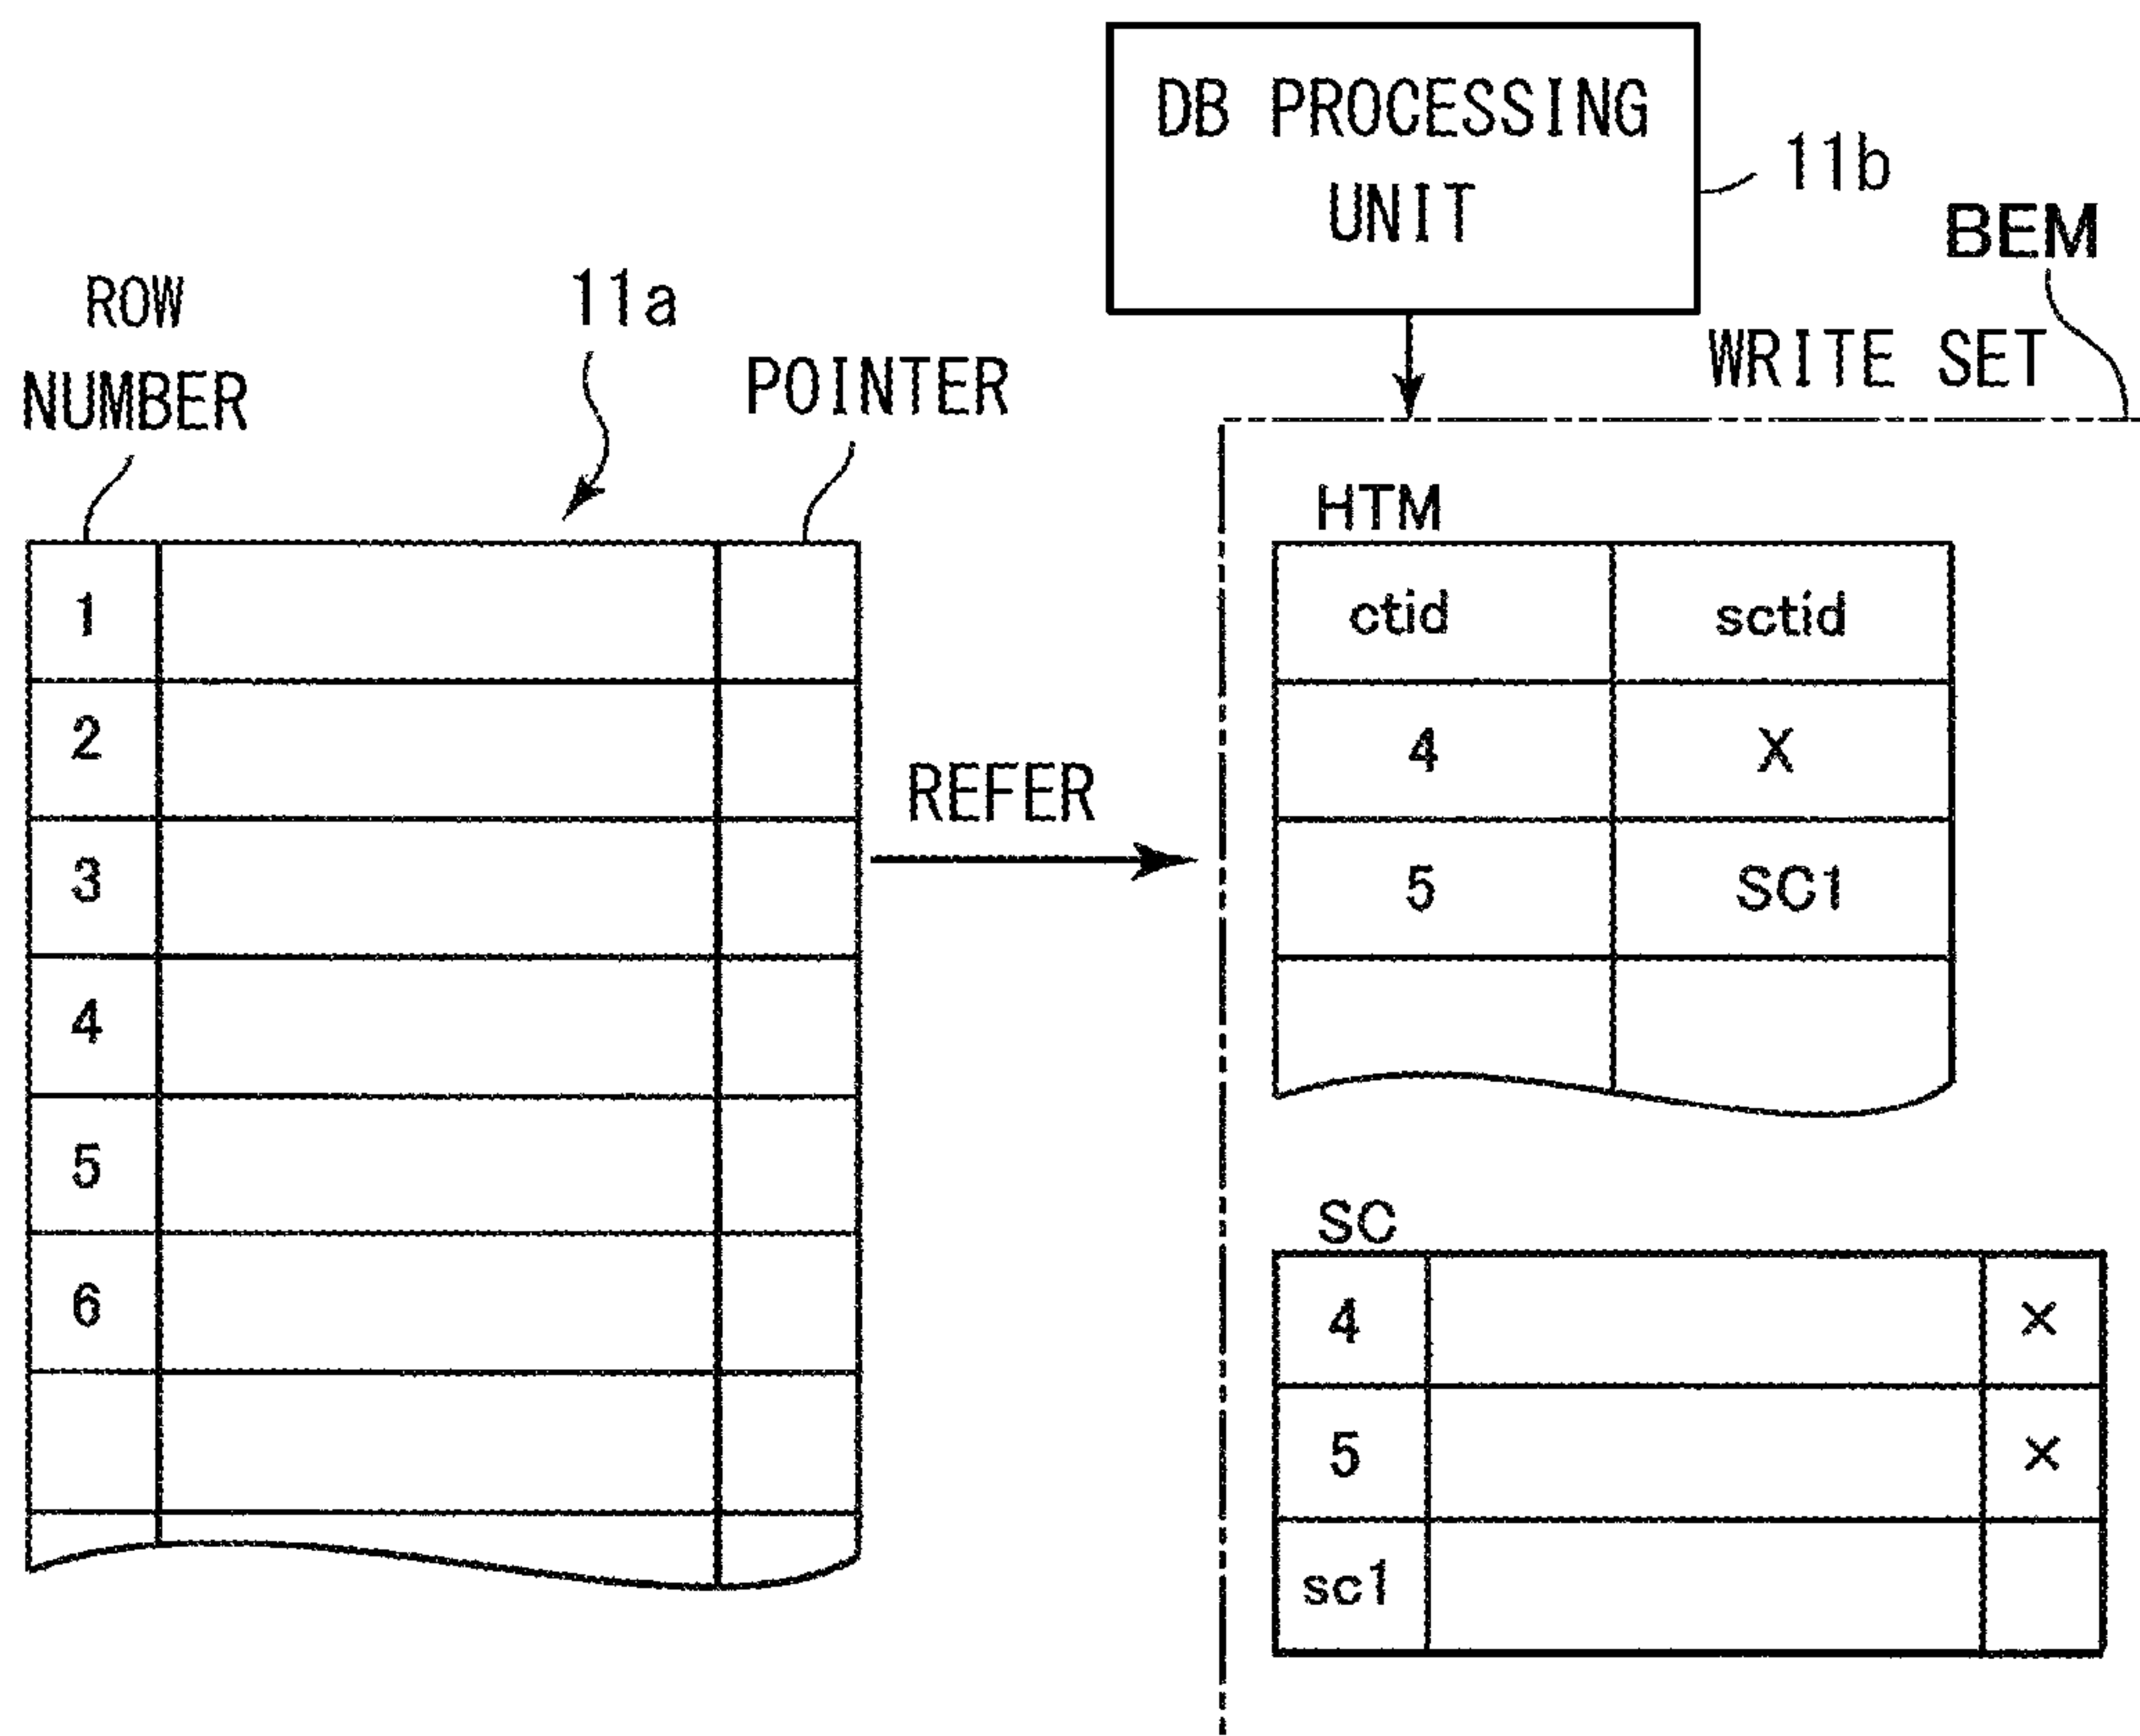 DB PROCESSING
UNIT
11b
BEM
WRITE SET
ROW
NUMBER
11a
POINTER
1
2
3
4
5
6
REFER
HTM
ctid sctid
4 X
5 SC1
SC
4 X
5 X
sc1